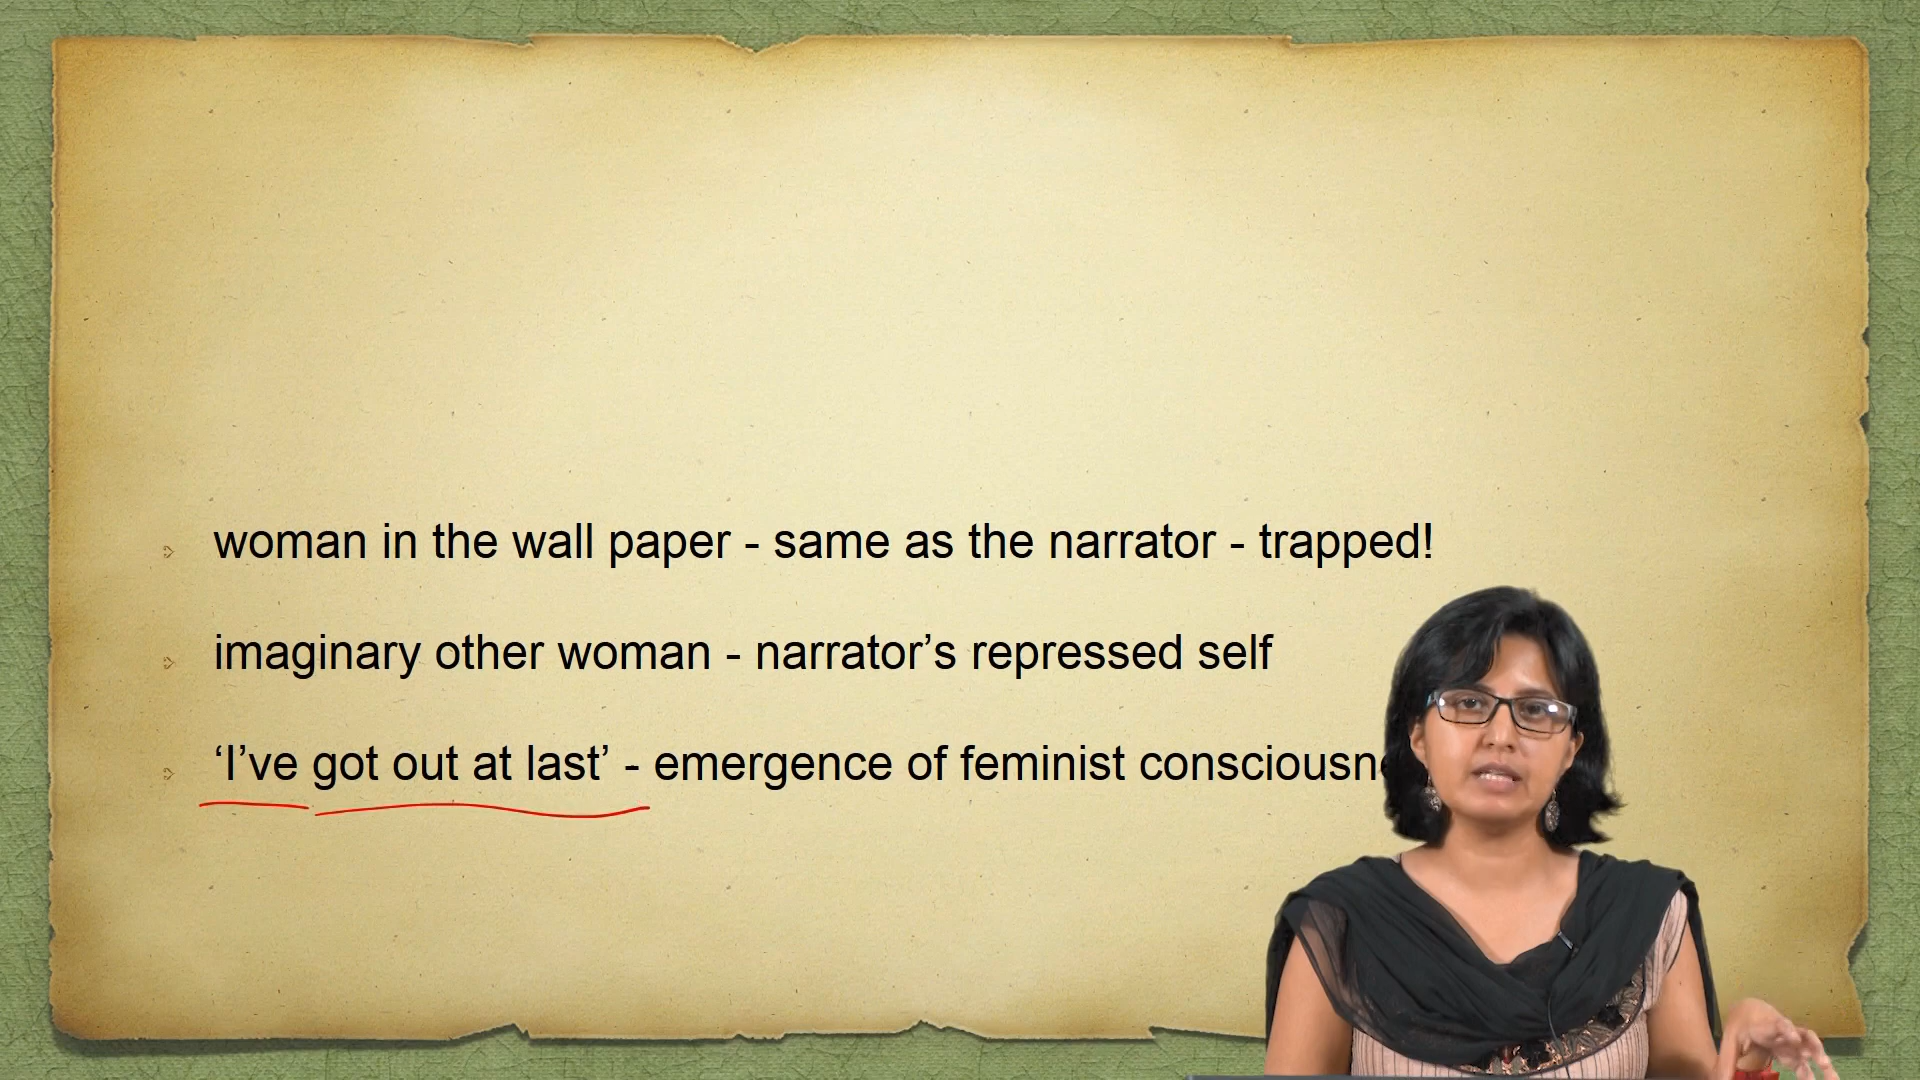 woman in the wall paper - same as the narrator - trapped!
imaginary other woman - narrator’s repressed self
‘I’ve got out at last’ - emergence of feminist